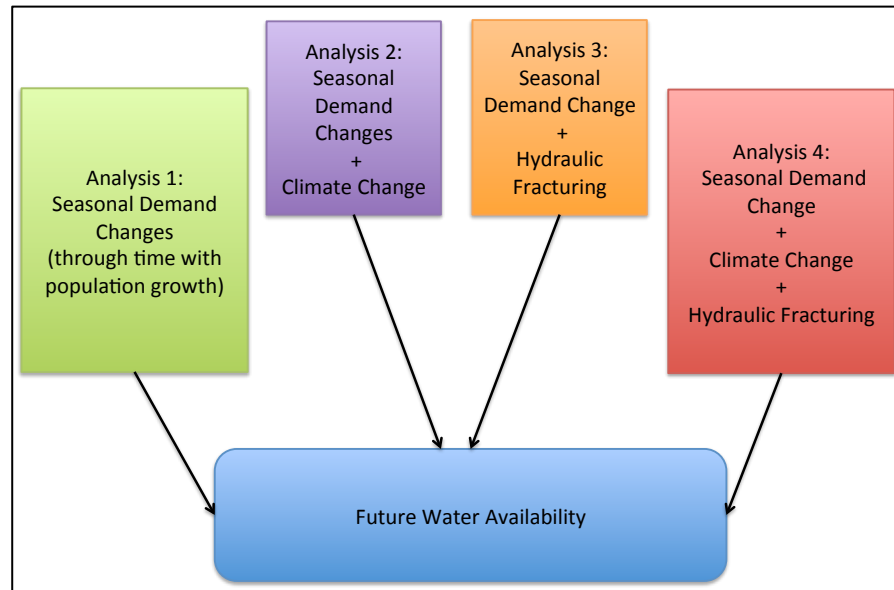 Analysis 1:
Seasonal Demand
Changes
(through time with
population growth)
Analysis 2:
Seasonal
Demand
Changes
+
Climate Change
Analysis 3:
Seasonal
Demand Change
+
Hydraulic
Fracturing
Analysis 4:
Seasonal Demand
Change
+
Climate Change
+
Hydraulic Fracturing
Future Water Availability